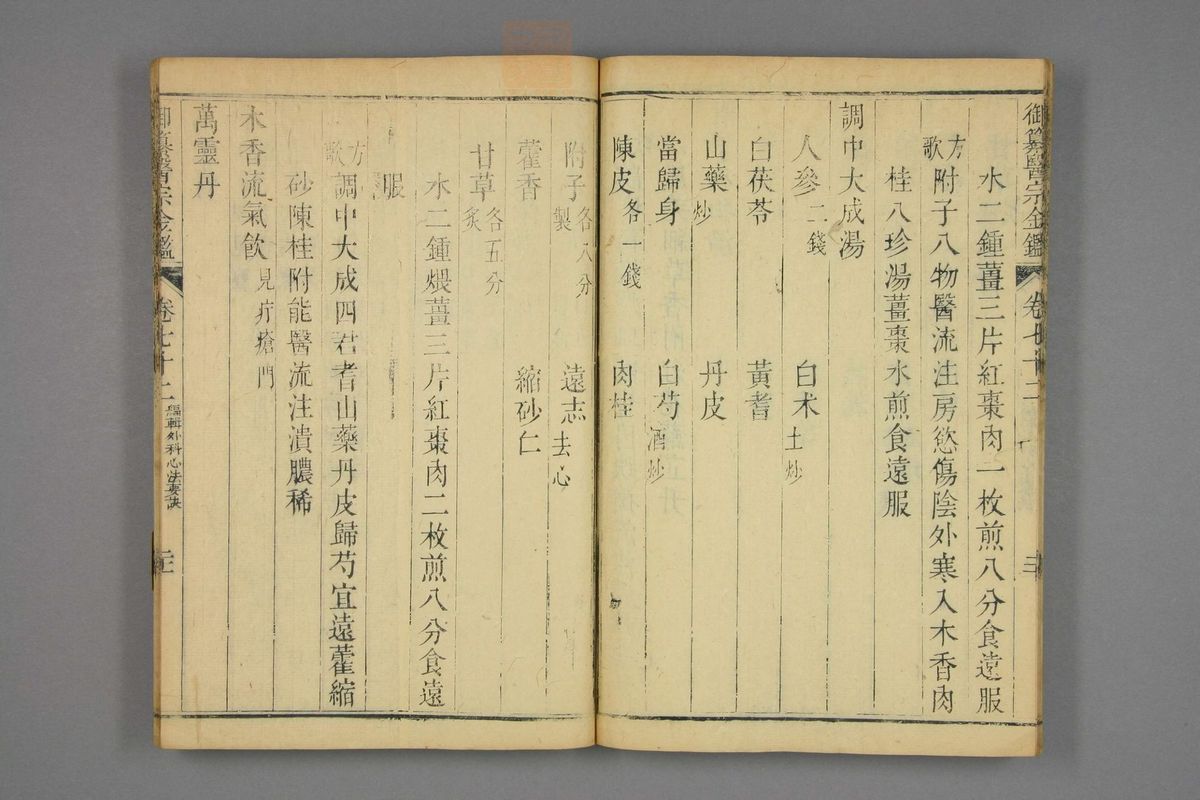 御纂醫宗金鑑 卷七十二
水二鍾薑三片紅棗肉一枚煎八分食遠服
方歌 附子八物醫流注房慾傷陰外寒入木香肉
桂八珍湯薑棗水煎食遠服
調中大成湯
人參二錢 白朮土炒
白茯苓 黃耆
山藥炒 丹皮
當歸身 白芍酒炒
陳皮各一錢 肉桂
附子製各八分 遠志去心
藿香 縮砂仁
甘草炙各五分
水二鍾煨薑三片紅棗肉二枚煎八分食遠
服
方歌 調中大成四君耆山藥丹皮歸芍宜遠藿縮
砂陳桂附能醫流注潰膿稀
木香流氣飲見疔瘡門
萬靈丹
御纂醫宗金鑑 卷七十二 編輯外科心法要訣